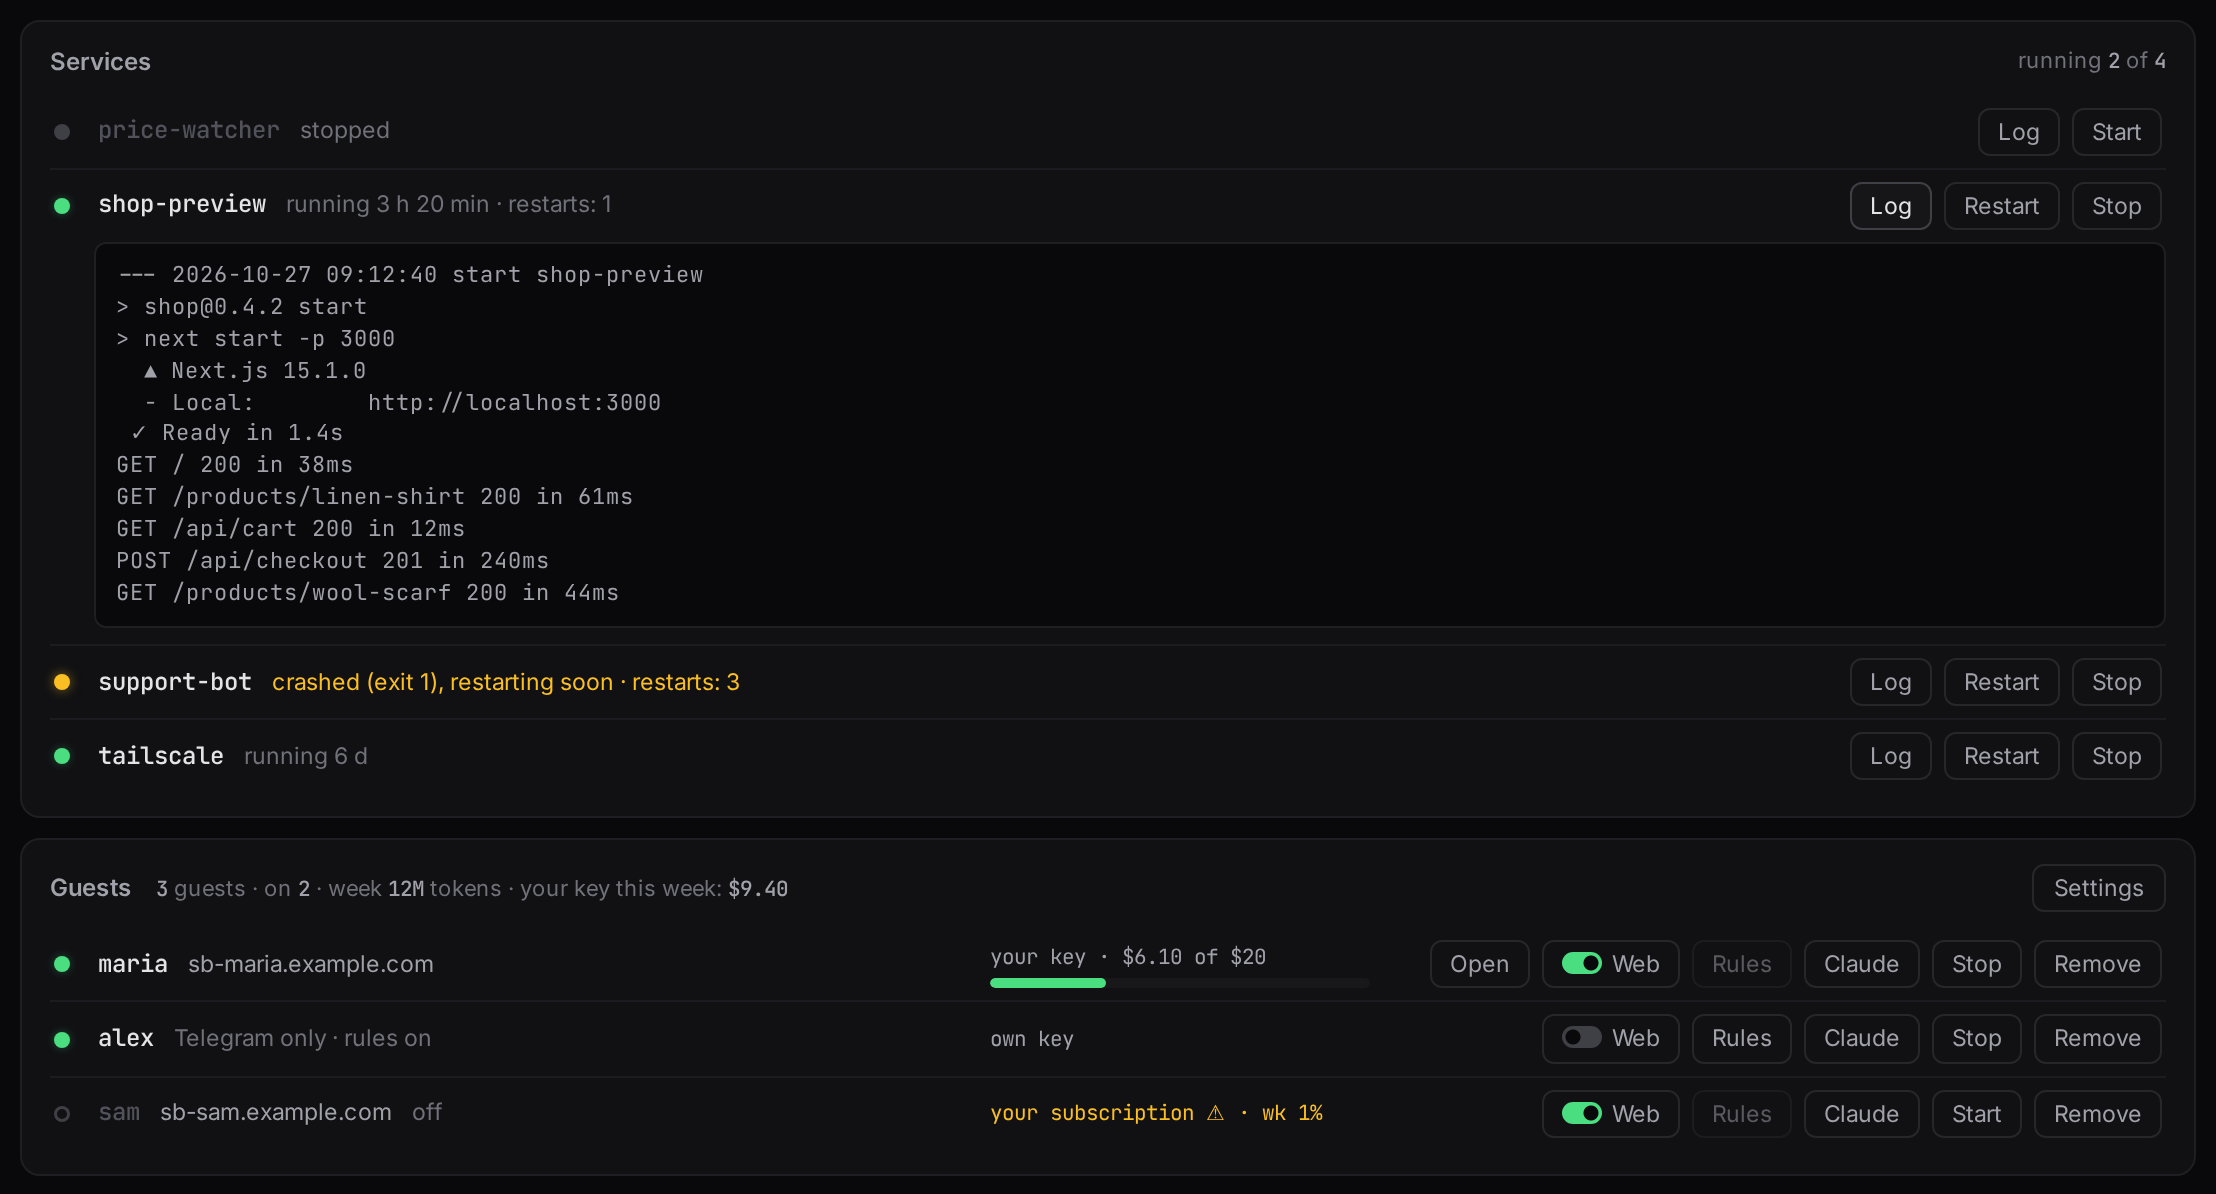 Services running 2 of 4
price-watcher stopped Log Start
shop-preview running 3 h 20 min · restarts: 1 Log Restart Stop
--- 2026-10-27 09:12:40 start shop-preview
> shop@0.4.2 start
> next start -p 3000
▲ Next.js 15.1.0
- Local: http://localhost:3000
✓ Ready in 1.4s
GET / 200 in 38ms
GET /products/linen-shirt 200 in 61ms
GET /api/cart 200 in 12ms
POST /api/checkout 201 in 240ms
GET /products/wool-scarf 200 in 44ms
support-bot crashed (exit 1), restarting soon · restarts: 3 Log Restart Stop
tailscale running 6 d Log Restart Stop
Guests 3 guests · on 2 · week 12M tokens · your key this week: $9.40 Settings
maria sb-maria.example.com your key · $6.10 of $20 Open Web Rules Claude Stop Remove
alex Telegram only · rules on own key Web Rules Claude Stop Remove
sam sb-sam.example.com off your subscription ⚠ · wk 1% Web Rules Claude Start Remove